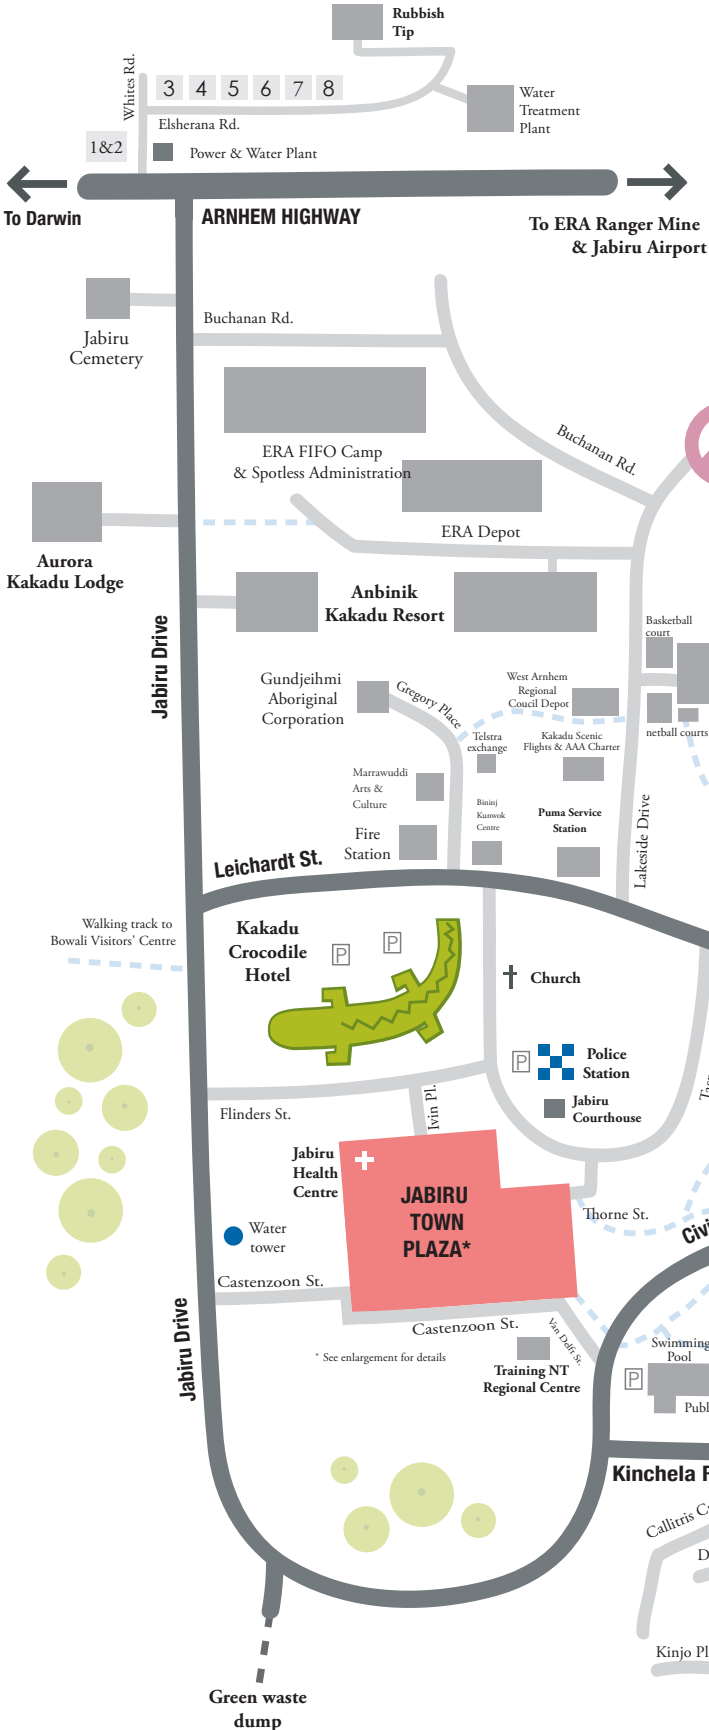 Rubbish
Tip
Whites Rd.
3 4 5 6 7 8
Water
Treatment
Plant
Elsherana Rd.
1&2
Power & Water Plant
To Darwin
ARNHEM HIGHWAY
To ERA Ranger Mine
& Jabiru Airport
Buchanan Rd.
Jabiru
Cemetery
Buchanan Rd.
ERA FIFO Camp
& Spotless Administration
ERA Depot
Aurora
Kakadu Lodge
Anbinik
Kakadu Resort
Jabiru Drive
Basketball
court
Gundjeihmi
Aboriginal
Corporation
Gregory Place
West Arnhem
Regional
Coucil Depot
netball courts
Telstra
exchange
Kakadu Scenic
Flights & AAA Charter
Marrawuddi
Arts &
Culture
Bininj
Kunwok
Centre
Puma Service
Station
Lakeside Drive
Fire
Station
Leichardt St.
Walking track to
Bowali Visitors' Centre
Kakadu
Crocodile
Hotel
P
P
Church
P
Police
Station
Jabiru
Courthouse
Flinders St.
Ivin Pl.
Jabiru
Health
Centre
JABIRU
TOWN
PLAZA*
Thorne St.
Civi
Water
tower
Castenzoon St.
Castenzoon St.
Van Delft St.
Jabiru Drive
* See enlargement for details
Training NT
Regional Centre
Swimming
Pool
P
Publ
Kinchela
Callitris
D
Kinjo Pl
Green waste
dump